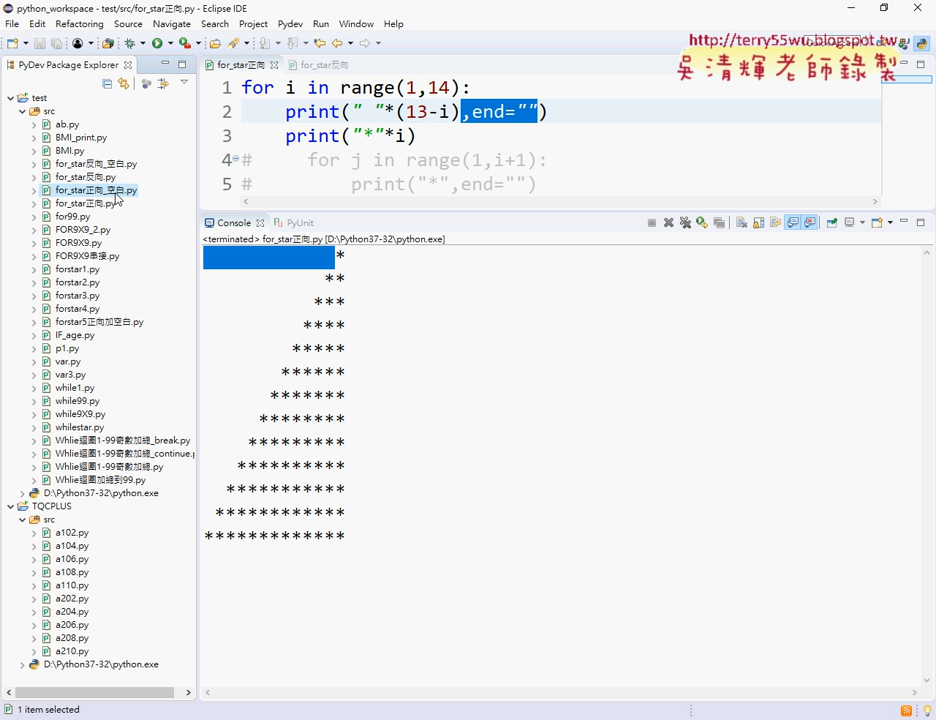 python_workspace - test/src/for_star正向.py - Eclipse IDE
File Edit Refactoring Source Navigate Search Project Pydev Run Window Help
http://terry55wu.blogspot.tw
吳清輝老師錄製
PyDev Package Explorer
test
src
ab.py
BMI_print.py
BMI.py
for_star反向_空白.py
for_star反向.py
for_star正向_空白.py
for_star正向.py
for99.py
FOR9X9_2.py
FOR9X9.py
FOR9X9串接.py
forstar1.py
forstar2.py
forstar3.py
forstar4.py
forstar5正向加空白.py
IF_age.py
p1.py
var.py
var3.py
while1.py
while99.py
while9X9.py
whilestar.py
Whlie迴圈1-99奇數加總_break.py
Whlie迴圈1-99奇數加總_continue.p
Whlie迴圈1-99奇數加總.py
Whlie迴圈加總到99.py
D:\Python37-32\python.exe
TQCPLUS
src
a102.py
a104.py
a106.py
a108.py
a110.py
a202.py
a204.py
a206.py
a208.py
a210.py
D:\Python37-32\python.exe
for_star正向 for_star反向
1 for i in range(1,14):
2     print(" "*(13-i),end="")
3     print("*"*i)
4 #     for j in range(1,i+1):
5 #         print("*",end="")
Console PyUnit
<terminated> for_star正向.py [D:\Python37-32\python.exe]
            *
           **
          ***
         ****
        *****
       ******
      *******
     ********
    *********
   **********
  ***********
 ************
*************
1 item selected